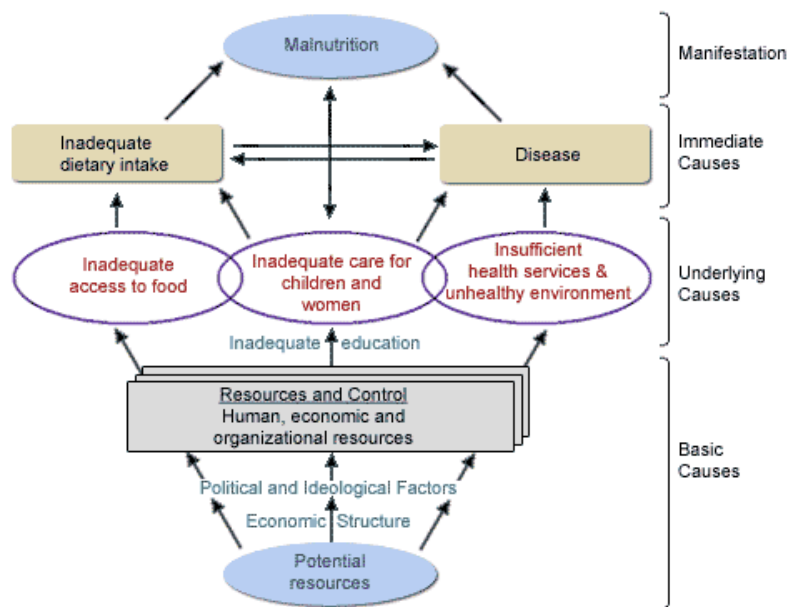 Malnutrition
Manifestation
Inadequate
dietary intake
Disease
Immediate
Causes
Inadequate
access to food
Inadequate care for
children and
women
Insufficient
health services &
unhealthy environment
Underlying
Causes
Inadequate education
Resources and Control
Human, economic and
organizational resources
Political and Ideological Factors
Economic Structure
Basic
Causes
Potential
resources